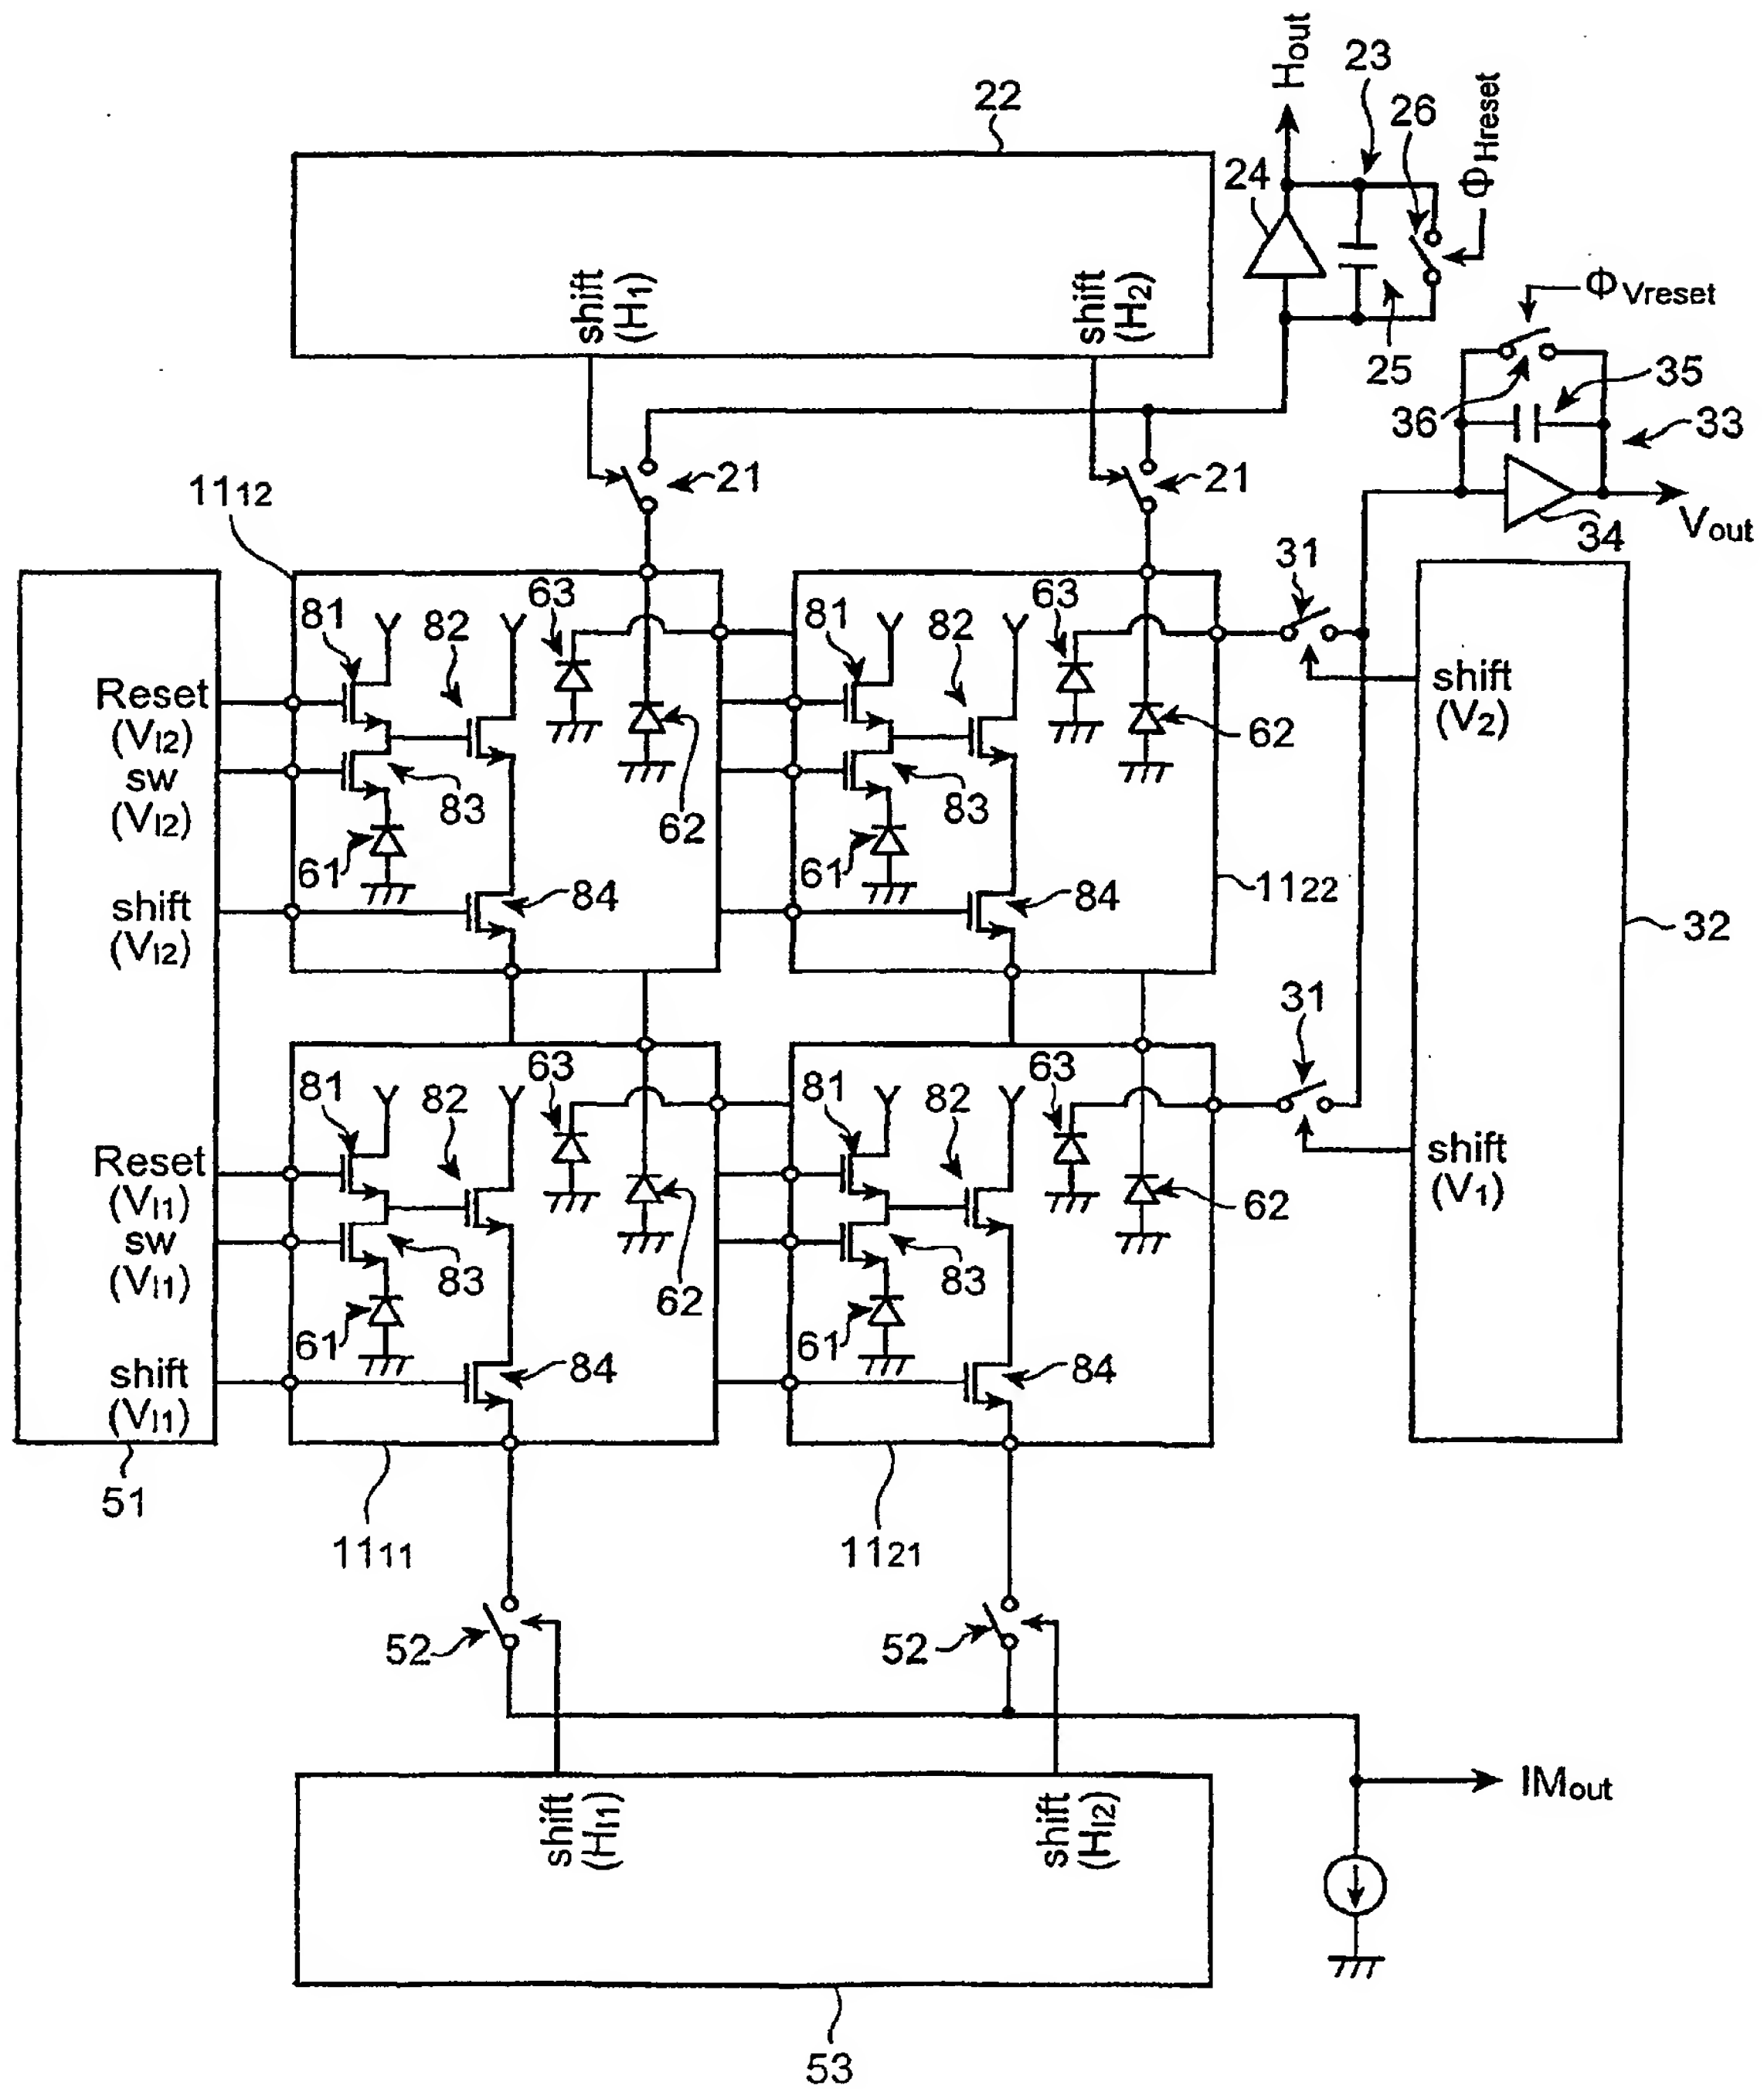 Hout
23
26
ΦHreset
22
24
25
shift
(H1)
shift
(H2)
ΦVreset
35
36
33
34
Vout
21
21
1112
31
81
82
63
81
82
63
Reset
(VI2)
sw
(VI2)
shift
(VI2)
83
61
62
84
83
61
62
84
1122
shift
(V2)
32
31
81
82
63
81
82
63
Reset
(VI1)
sw
(VI1)
shift
(VI1)
83
61
62
84
83
61
62
84
shift
(V1)
51
1111
1121
52
52
IMout
shift
(HI1)
shift
(HI2)
53